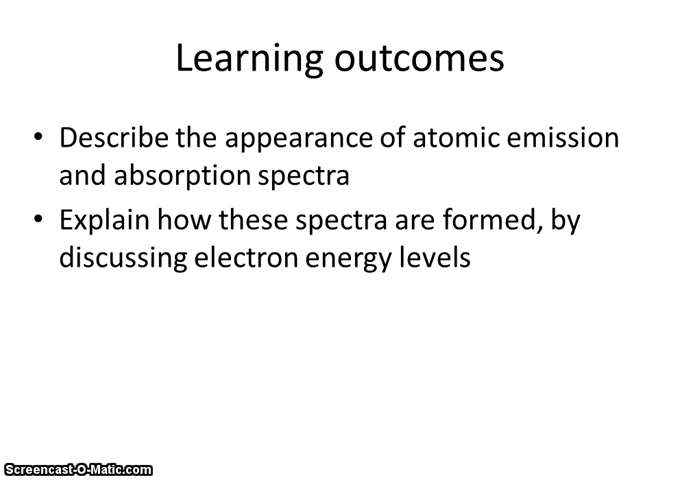 Learning outcomes
• Describe the appearance of atomic emission
and absorption spectra
• Explain how these spectra are formed, by
discussing electron energy levels
Screencast-O-Matic.com